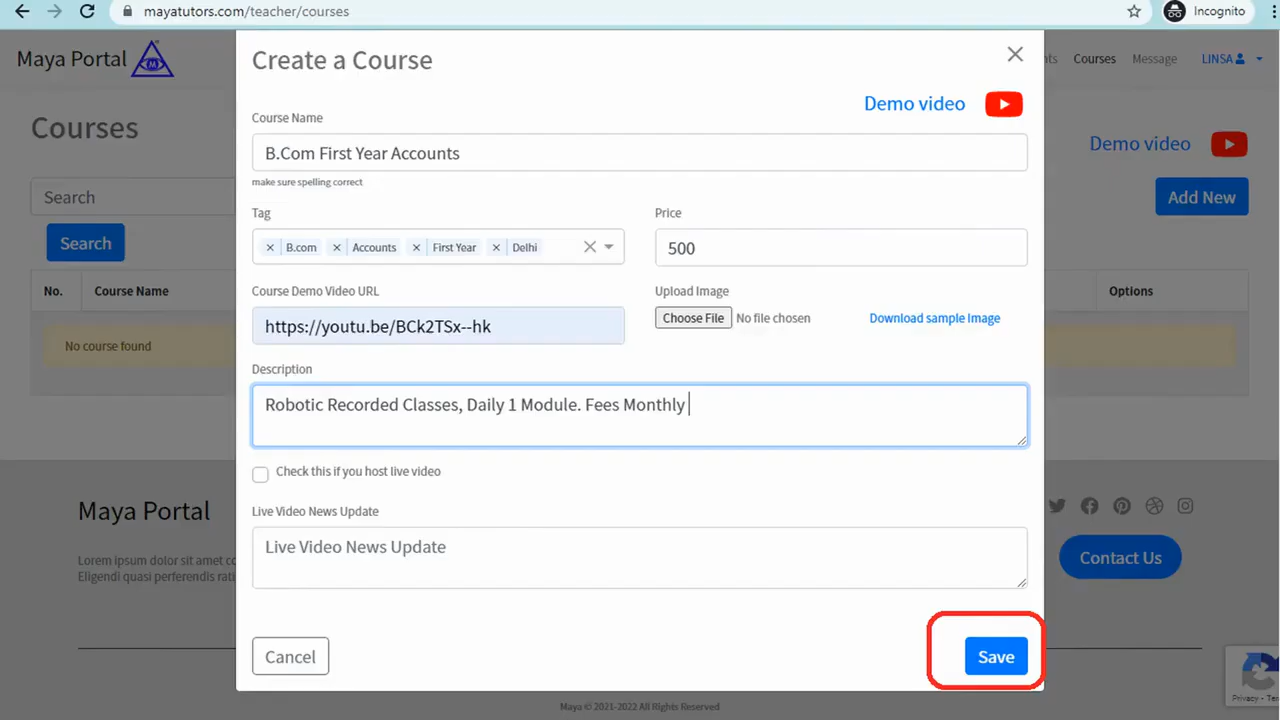 mayatutors.com/teacher/courses
Incognito
Maya Portal
Courses Message LINSA
Create a Course
Demo video
Courses
Demo video
Course Name
B.Com First Year Accounts
make sure spelling correct
Search
Add New
Tag Price
B.com Accounts First Year Delhi
500
Search
No. Course Name
Options
Course Demo Video URL Upload Image
https://youtu.be/BCk2TSx--hk
Choose File No file chosen
Download sample Image
No course found
Description
Robotic Recorded Classes, Daily 1 Module. Fees Monthly
Check this if you host live video
Maya Portal
Live Video News Update
Live Video News Update
Lorem ipsum dolor sit amet
Eligendi quasi perferendis
Contact Us
Cancel
Save
Privacy
Maya © 2021-2022 All Rights Reserved